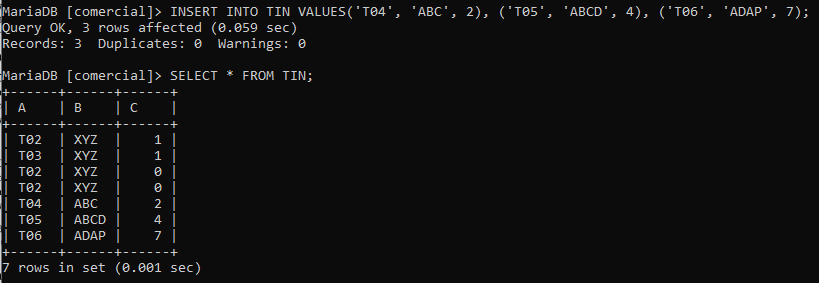 MariaDB [comercial]> INSERT INTO TIN VALUES('T04', 'ABC', 2), ('T05', 'ABCD', 4), ('T06', 'ADAP', 7);
Query OK, 3 rows affected (0.059 sec)
Records: 3  Duplicates: 0  Warnings: 0

MariaDB [comercial]> SELECT * FROM TIN;
+------+------+------+
| A    | B    | C    |
+------+------+------+
| T02  | XYZ  |    1 |
| T03  | XYZ  |    1 |
| T02  | XYZ  |    0 |
| T02  | XYZ  |    0 |
| T04  | ABC  |    2 |
| T05  | ABCD |    4 |
| T06  | ADAP |    7 |
+------+------+------+
7 rows in set (0.001 sec)